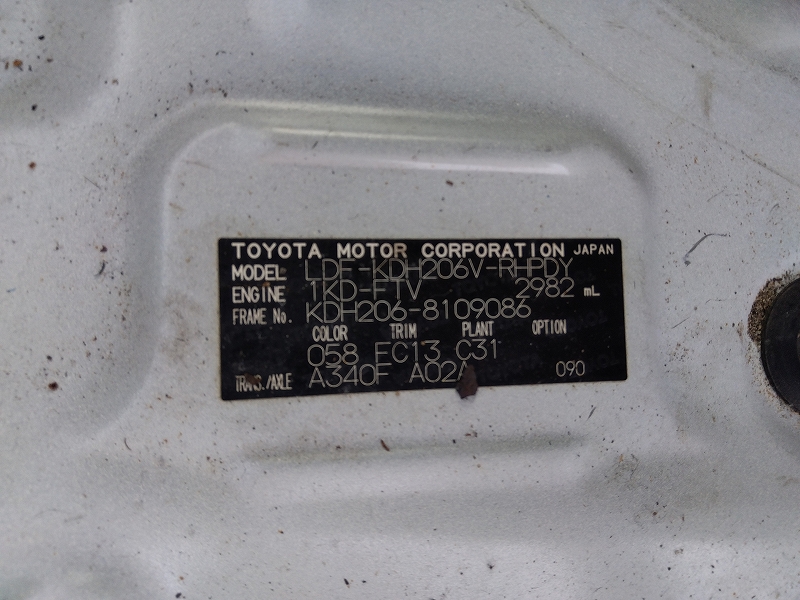 TOYOTA MOTOR CORPORATION JAPAN
MODEL LDF-KDH206V-RHPDY
ENGINE 1KD-FTV 2982 mL
FRAME No. KDH206-8109086
COLOR TRIM PLANT OPTION
058 FC13 C31
TRANS./AXLE A340F A02A 090